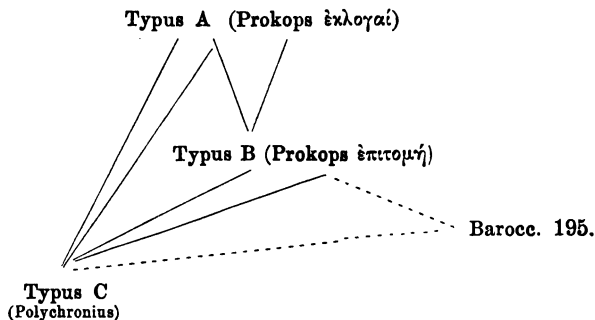 Typus A (Prokops ἐκλογαί)
Typus B (Prokops ἐπιτομή)
Barocc. 195.
Typus C
(Polychronius)